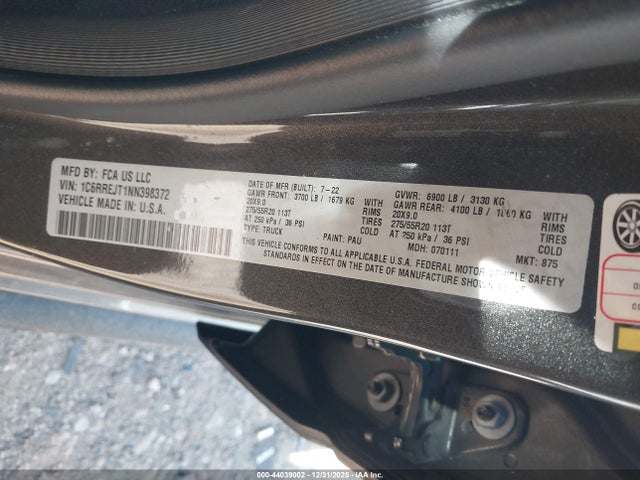 MFD BY: FCA US LLC
VIN: 1C6RREJT1NN398372
VEHICLE MADE IN U.S.A.
DATE OF MFR (BUILT): 7-22
GAWR FRONT: 3700 LB / 1679 KG WITH
20X9.0 RIMS
275/55R20 113T TIRES
AT 250 kPa / 36 PSI COLD
TYPE: TRUCK PAINT: PAU
GVWR: 6900 LB / 3130 KG
GAWR REAR: 4100 LB / KG WITH
20X9.0 RIMS
275/55R20 113T TIRES
AT 250 kPa / 36 PSI COLD
MDH: 070111 MKT: 875
THIS VEHICLE CONFORMS TO ALL APPLICABLE U.S.A. FEDERAL MOTOR VEHICLE SAFETY
STANDARDS IN EFFECT ON THE DATE OF MANUFACTURE SHOWN
000-44039002 - 12/31/2025 - IAAI.COM